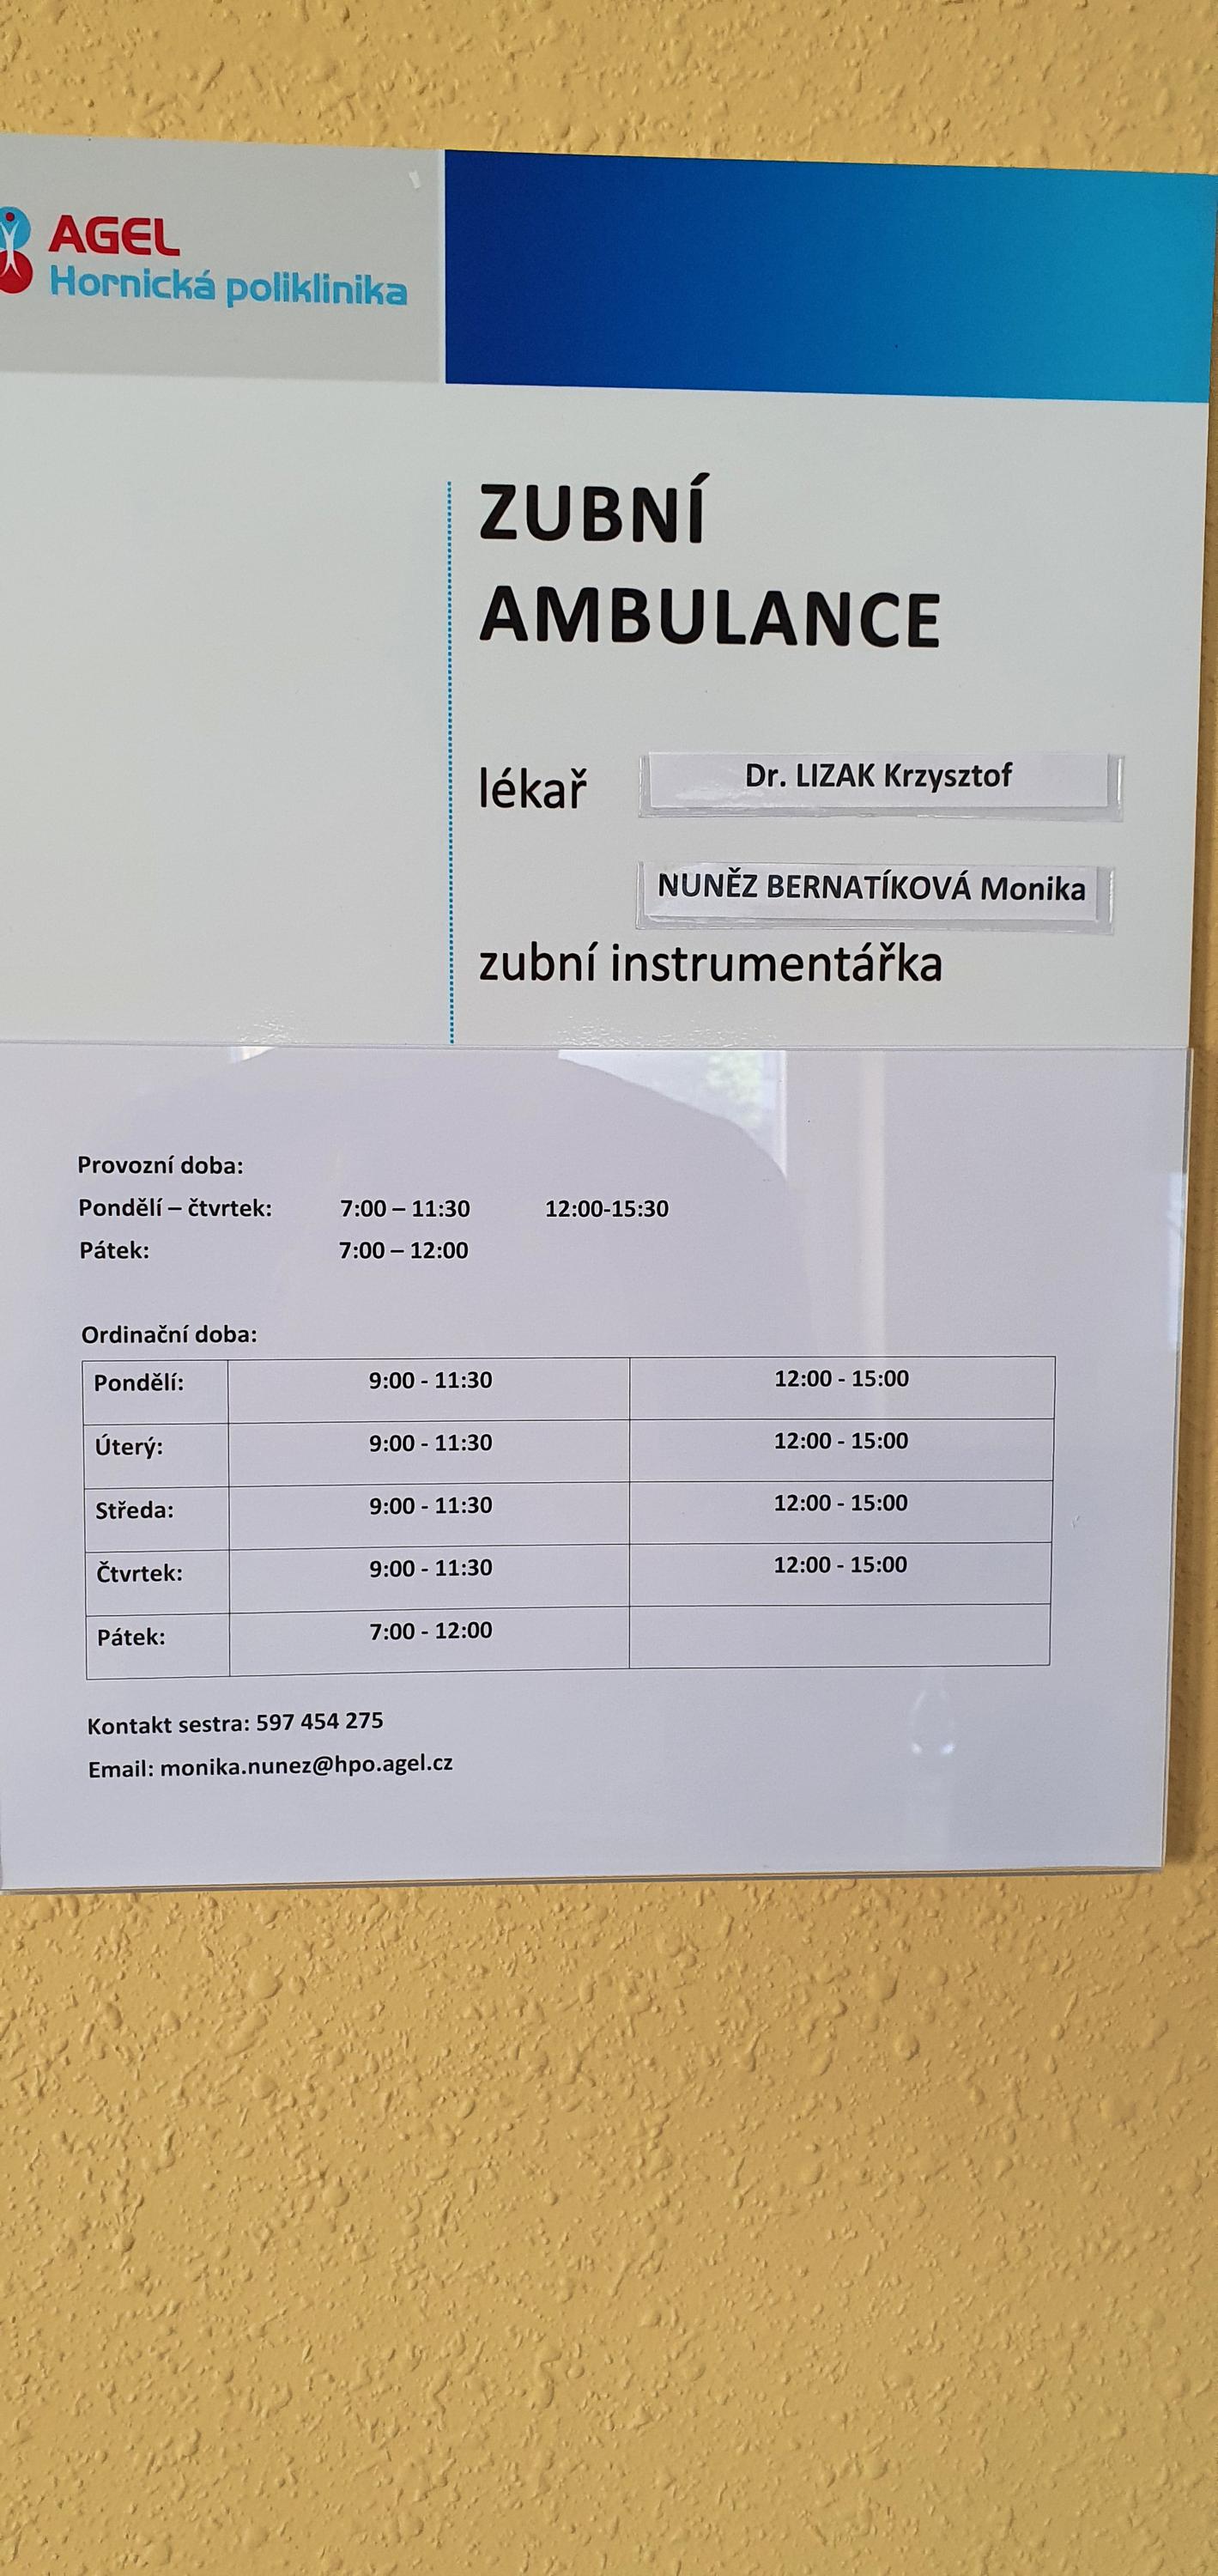 AGEL
Hornická poliklinika
ZUBNÍ
AMBULANCE
lékař Dr. LIZAK Krzysztof
NUNĚZ BERNATÍKOVÁ Monika
zubní instrumentářka
Provozní doba:
Pondělí – čtvrtek: 7:00 – 11:30 12:00-15:30
Pátek: 7:00 – 12:00
Ordinační doba:
Pondělí: 9:00 - 11:30 12:00 - 15:00
Úterý: 9:00 - 11:30 12:00 - 15:00
Středa: 9:00 - 11:30 12:00 - 15:00
Čtvrtek: 9:00 - 11:30 12:00 - 15:00
Pátek: 7:00 - 12:00
Kontakt sestra: 597 454 275
Email: monika.nunez@hpo.agel.cz